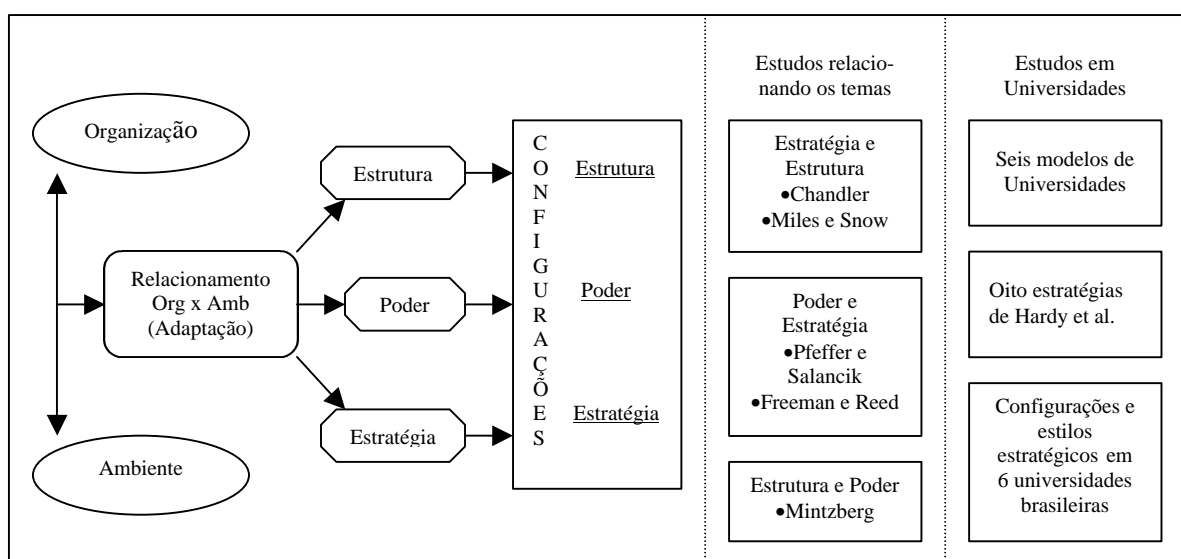 Organização
Ambiente
Relacionamento
Org x Amb
(Adaptação)
Estrutura
Poder
Estratégia
CONFIGURAÇÕES
Estrutura
Poder
Estratégia
Estudos relacio-
nando os temas
Estratégia e
Estrutura
•Chandler
•Miles e Snow
Poder e
Estratégia
•Pfeffer e
Salancik
•Freeman e Reed
Estrutura e Poder
•Mintzberg
Estudos em
Universidades
Seis modelos de
Universidades
Oito estratégias
de Hardy et al.
Configurações e
estilos
estratégicos em
6 universidades
brasileiras